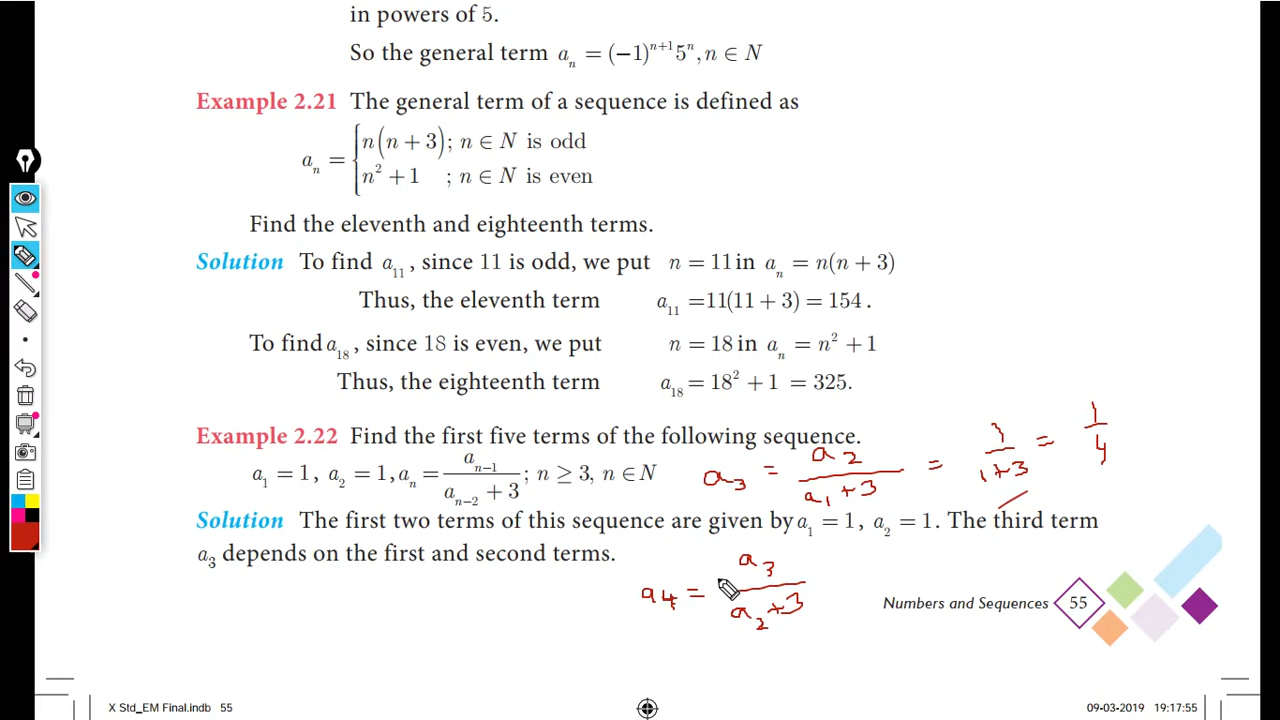 in powers of 5.
So the general term aₙ = (−1)ⁿ⁺¹5ⁿ, n ∈ N
Example 2.21 The general term of a sequence is defined as
aₙ = { n(n + 3); n ∈ N is odd
n² + 1 ; n ∈ N is even
Find the eleventh and eighteenth terms.
Solution To find a₁₁, since 11 is odd, we put n = 11 in aₙ = n(n + 3)
Thus, the eleventh term a₁₁ = 11(11 + 3) = 154.
To find a₁₈, since 18 is even, we put n = 18 in aₙ = n² + 1
Thus, the eighteenth term a₁₈ = 18² + 1 = 325.
Example 2.22 Find the first five terms of the following sequence.
a₁ = 1, a₂ = 1, aₙ = aₙ₋₁ / (aₙ₋₂ + 3); n ≥ 3, n ∈ N
a₃ = a₂ / (a₁ + 3) = 1 / (1 + 3) = 1/4
Solution The first two terms of this sequence are given by a₁ = 1, a₂ = 1. The third term
a₃ depends on the first and second terms.
a₄ = a₃ / (a₂ + 3)
Numbers and Sequences 55
X Std_EM Final.indb 55
09-03-2019 19:17:55